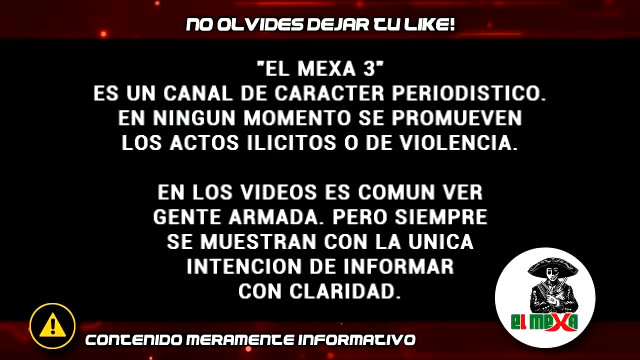 NO OLVIDES DEJAR TU LIKE!
"EL MEXA 3"
ES UN CANAL DE CARACTER PERIODISTICO.
EN NINGUN MOMENTO SE PROMUEVEN
LOS ACTOS ILICITOS O DE VIOLENCIA.
EN LOS VIDEOS ES COMUN VER
GENTE ARMADA. PERO SIEMPRE
SE MUESTRAN CON LA UNICA
INTENCION DE INFORMAR
CON CLARIDAD.
EL MEXA
CONTENIDO MERAMENTE INFORMATIVO